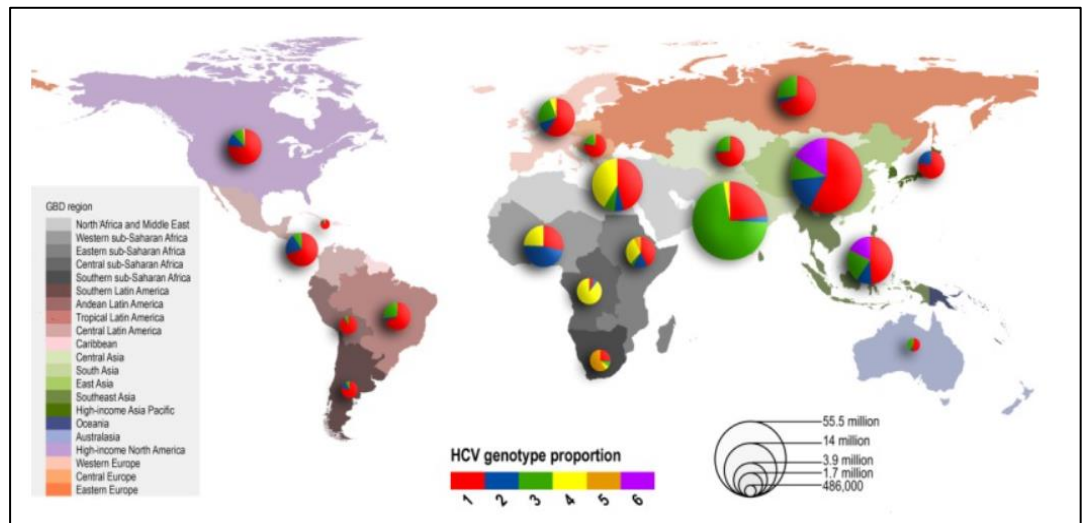 GBD region
North Africa and Middle East
Western sub-Saharan Africa
Eastern sub-Saharan Africa
Central sub-Saharan Africa
Southern sub-Saharan Africa
Southern Latin America
Andean Latin America
Tropical Latin America
Central Latin America
Caribbean
Central Asia
South Asia
East Asia
Southeast Asia
High-income Asia Pacific
Oceania
Australasia
High-income North America
Western Europe
Central Europe
Eastern Europe
HCV genotype proportion
1 2 3 4 5 6
55.5 million
14 million
3.9 million
1.7 million
486,000